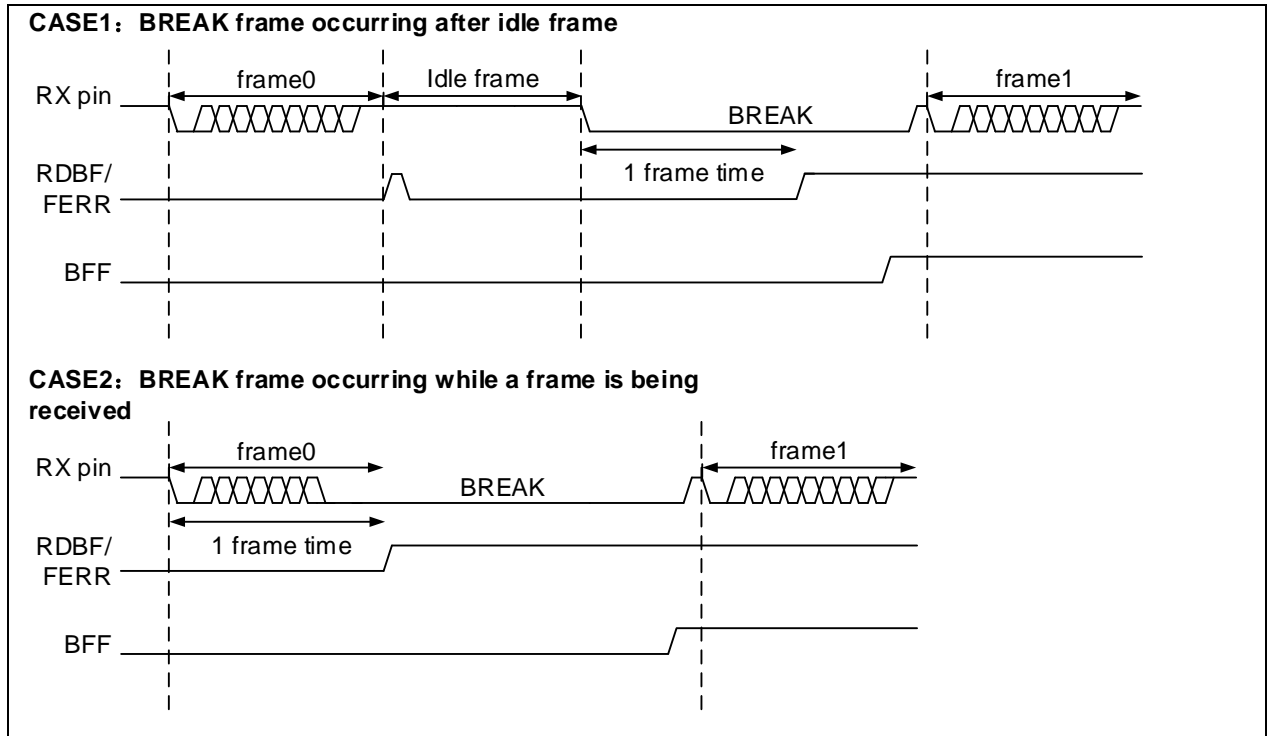 CASE1：BREAK frame occurring after idle frame
frame0
Idle frame
frame1
RX pin
BREAK
1 frame time
RDBF/
FERR
BFF
CASE2：BREAK frame occurring while a frame is being
received
frame0
frame1
RX pin
BREAK
1 frame time
RDBF/
FERR
BFF